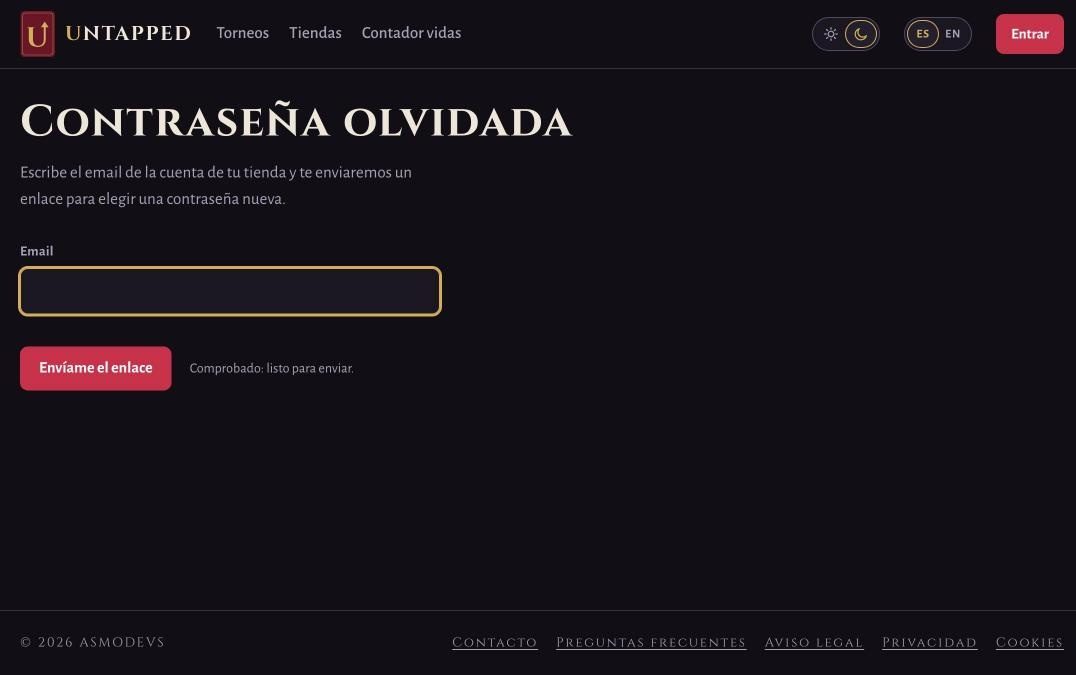 U UNTAPPED Torneos Tiendas Contador vidas ES EN Entrar
Contraseña olvidada
Escribe el email de la cuenta de tu tienda y te enviaremos un
enlace para elegir una contraseña nueva.
Email
Envíame el enlace Comprobado: listo para enviar.
© 2026 ASMODEVS Contacto Preguntas frecuentes Aviso legal Privacidad Cookies